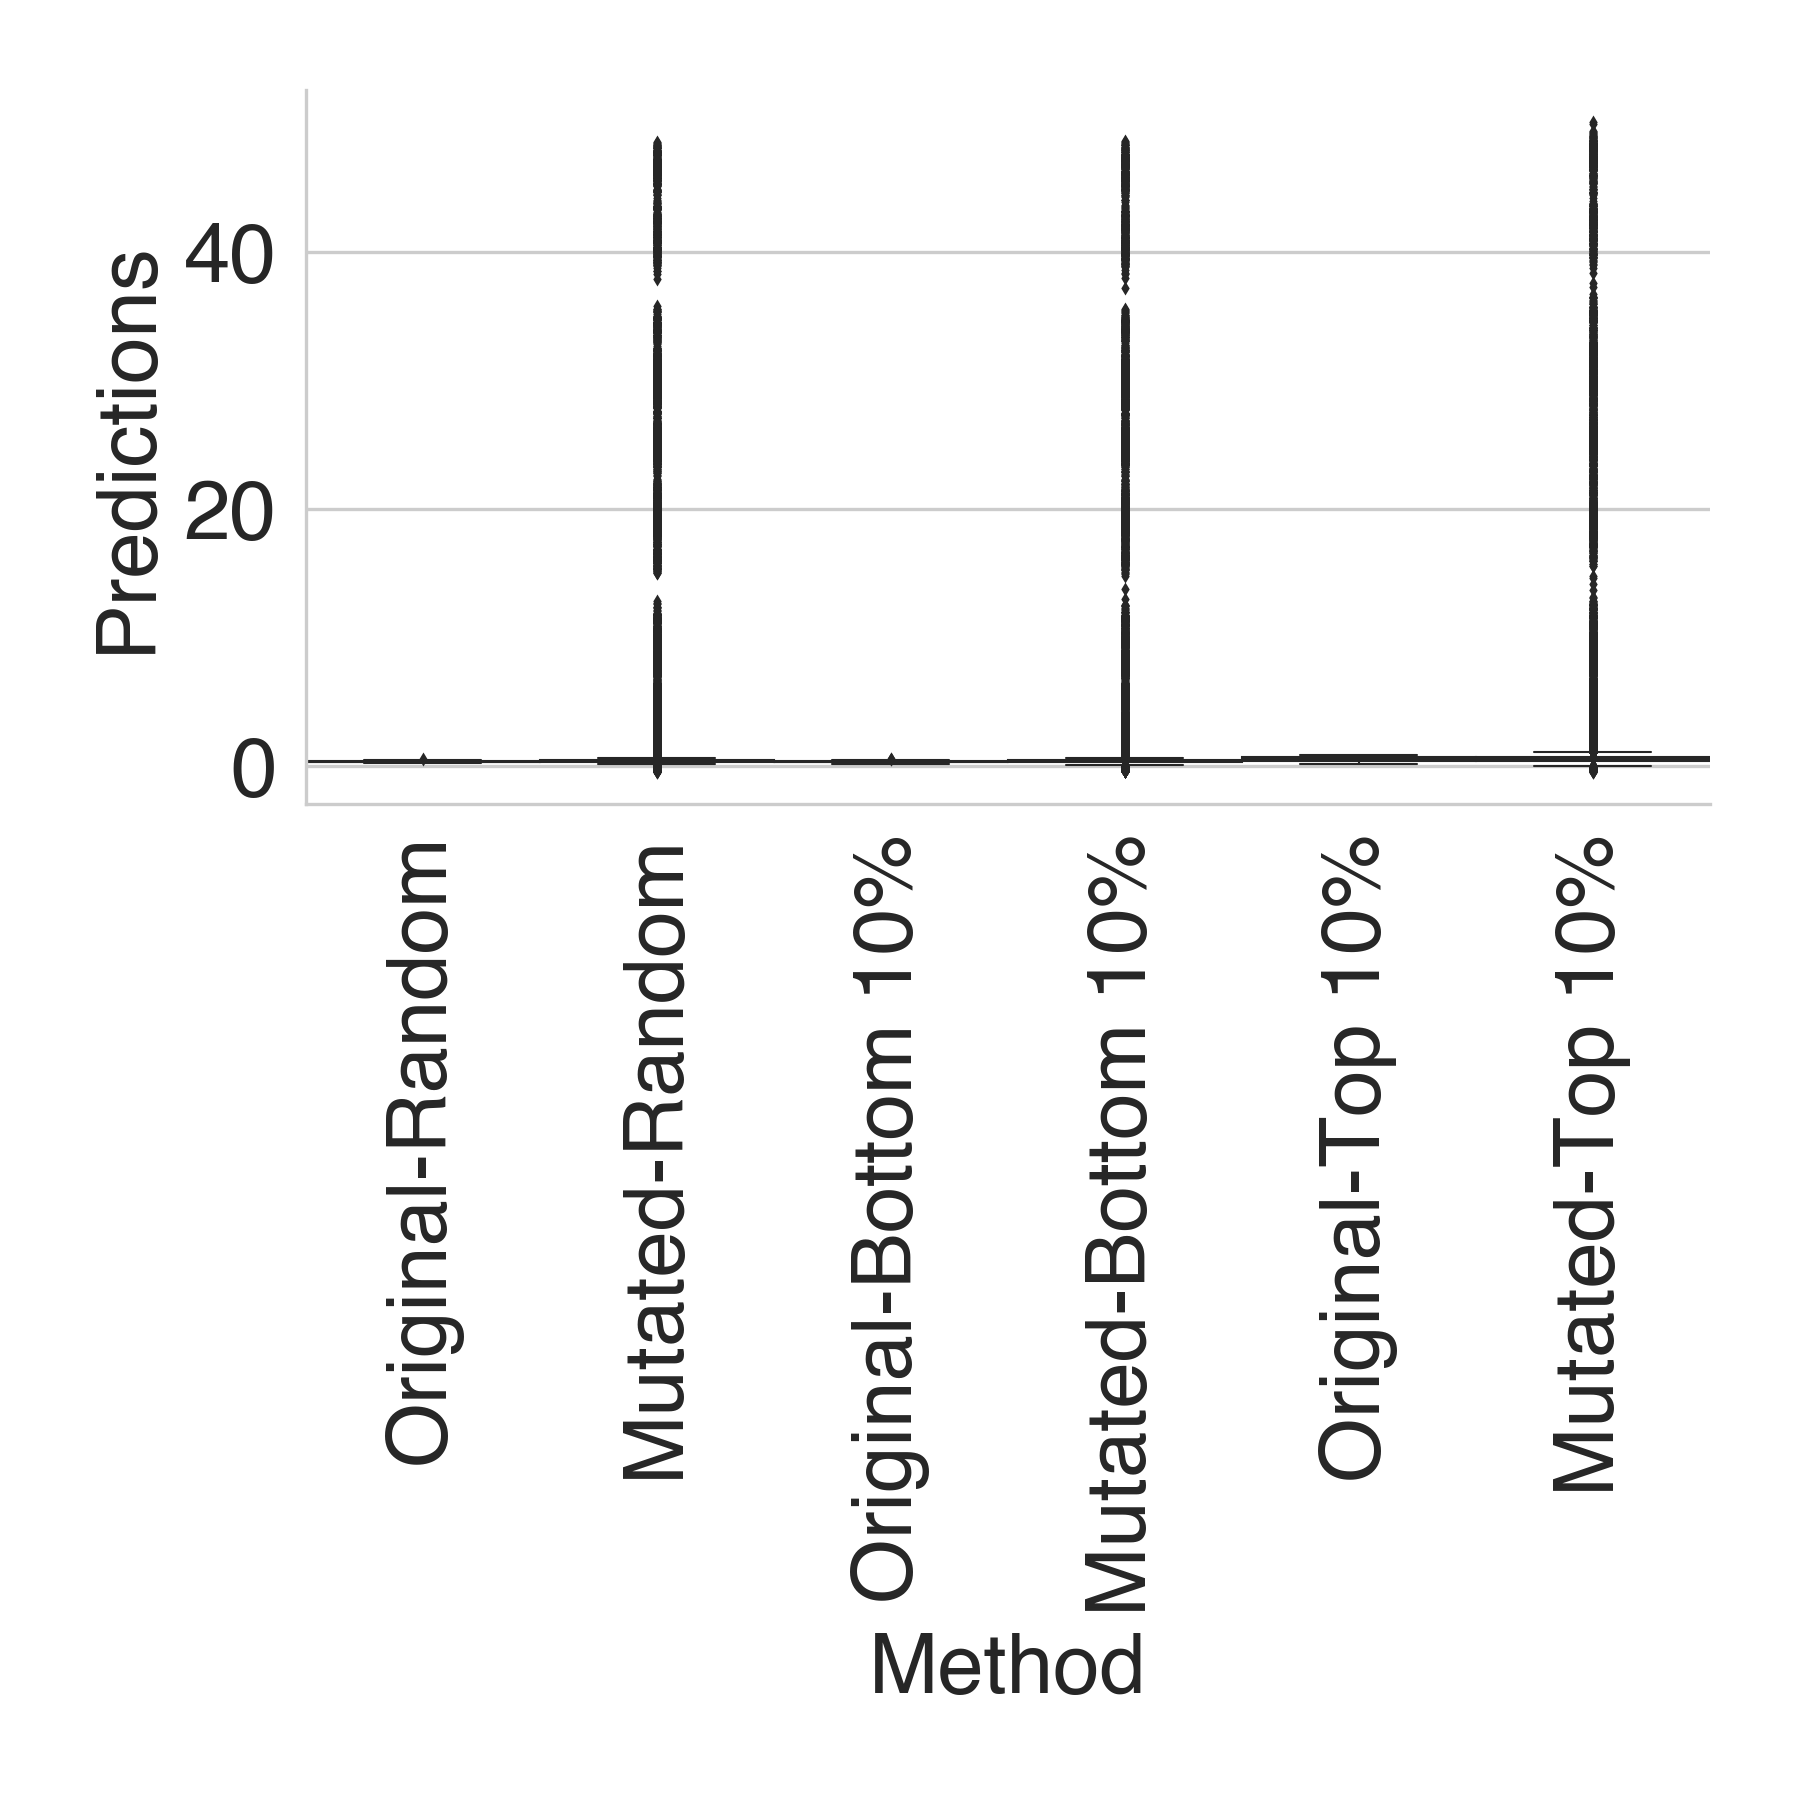 Predictions
40
20
0
Original-Random
Mutated-Random
Original-Bottom 10%
Mutated-Bottom 10%
Original-Top 10%
Mutated-Top 10%
Method